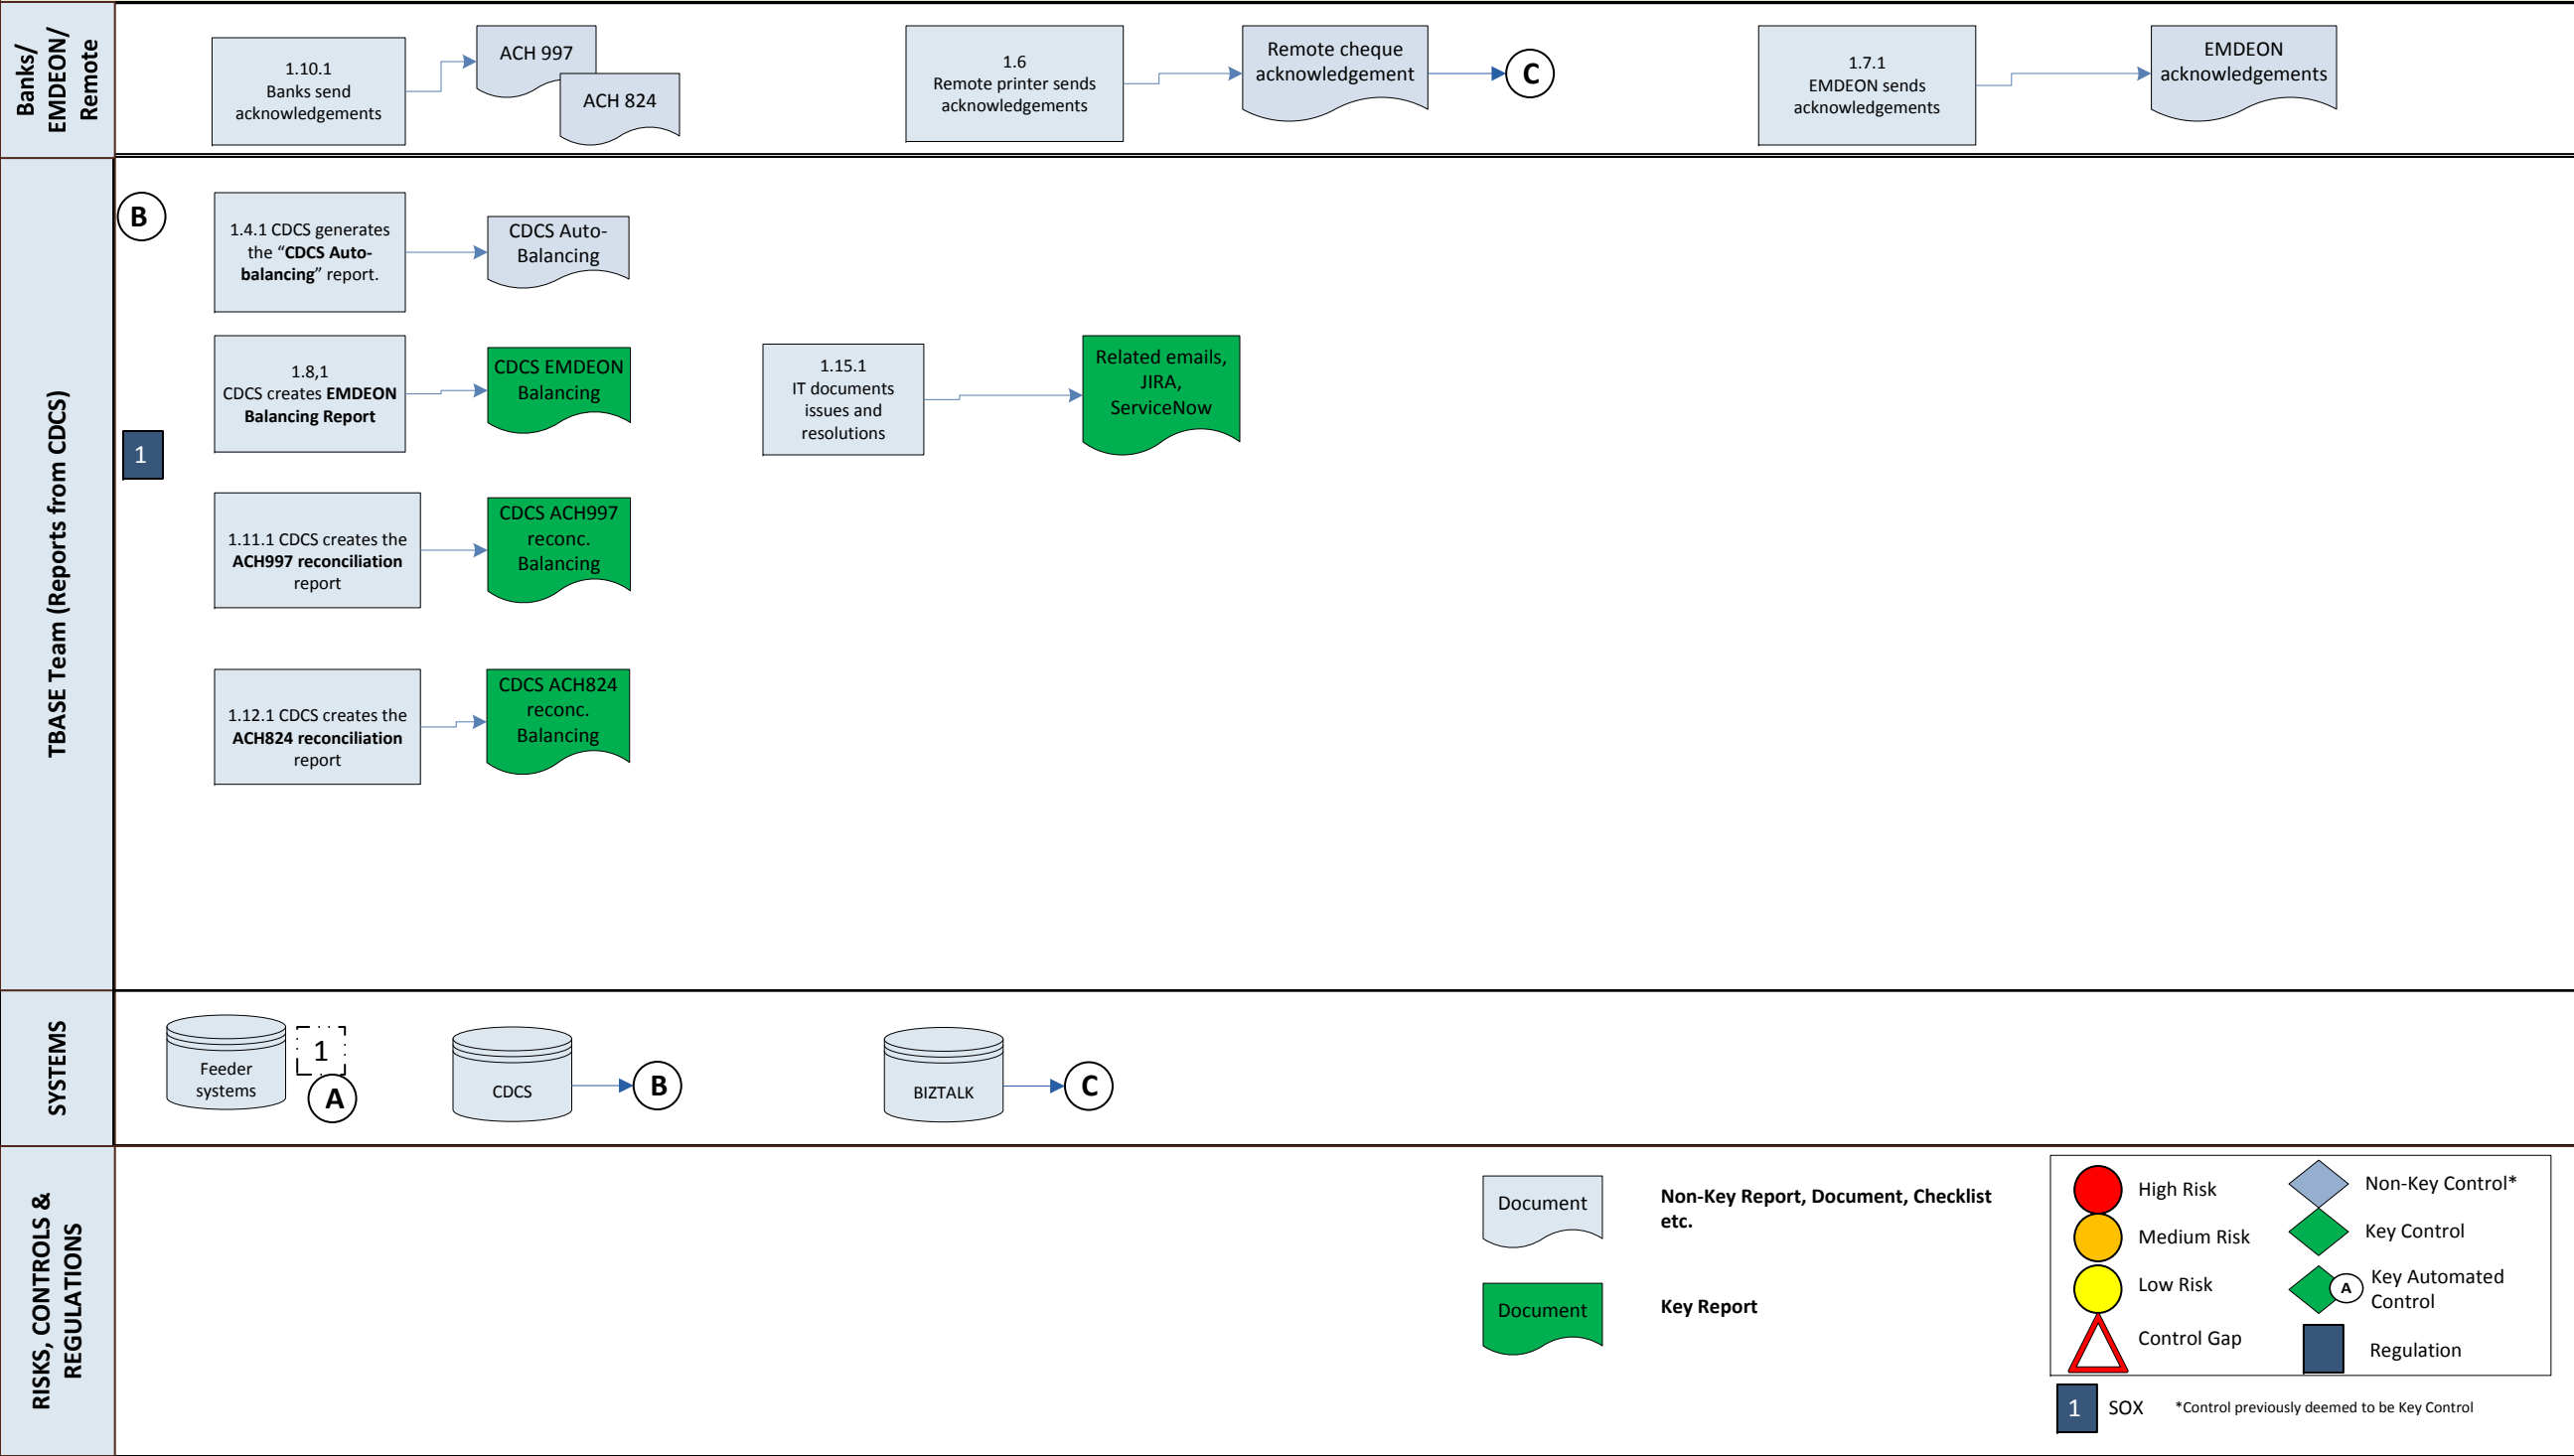 Banks/
EMDEON/
Remote
1.10.1
Banks send
acknowledgements
ACH 997
ACH 824
1.6
Remote printer sends
acknowledgements
Remote cheque
acknowledgement
C
1.7.1
EMDEON sends
acknowledgements
EMDEON
acknowledgements
TBASE Team (Reports from CDCS)
B
1.4.1 CDCS generates
the “CDCS Auto-
balancing” report.
CDCS Auto-
Balancing
1.8,1
CDCS creates EMDEON
Balancing Report
CDCS EMDEON
Balancing
1.15.1
IT documents
issues and
resolutions
Related emails,
JIRA,
ServiceNow
1
1.11.1 CDCS creates the
ACH997 reconciliation
report
CDCS ACH997
reconc.
Balancing
1.12.1 CDCS creates the
ACH824 reconciliation
report
CDCS ACH824
reconc.
Balancing
SYSTEMS
Feeder
systems
1
A
CDCS
B
BIZTALK
C
RISKS, CONTROLS &
REGULATIONS
Document
Non-Key Report, Document, Checklist
etc.
Document
Key Report
High Risk
Medium Risk
Low Risk
Control Gap
Non-Key Control*
Key Control
A
Key Automated
Control
Regulation
1
SOX
*Control previously deemed to be Key Control